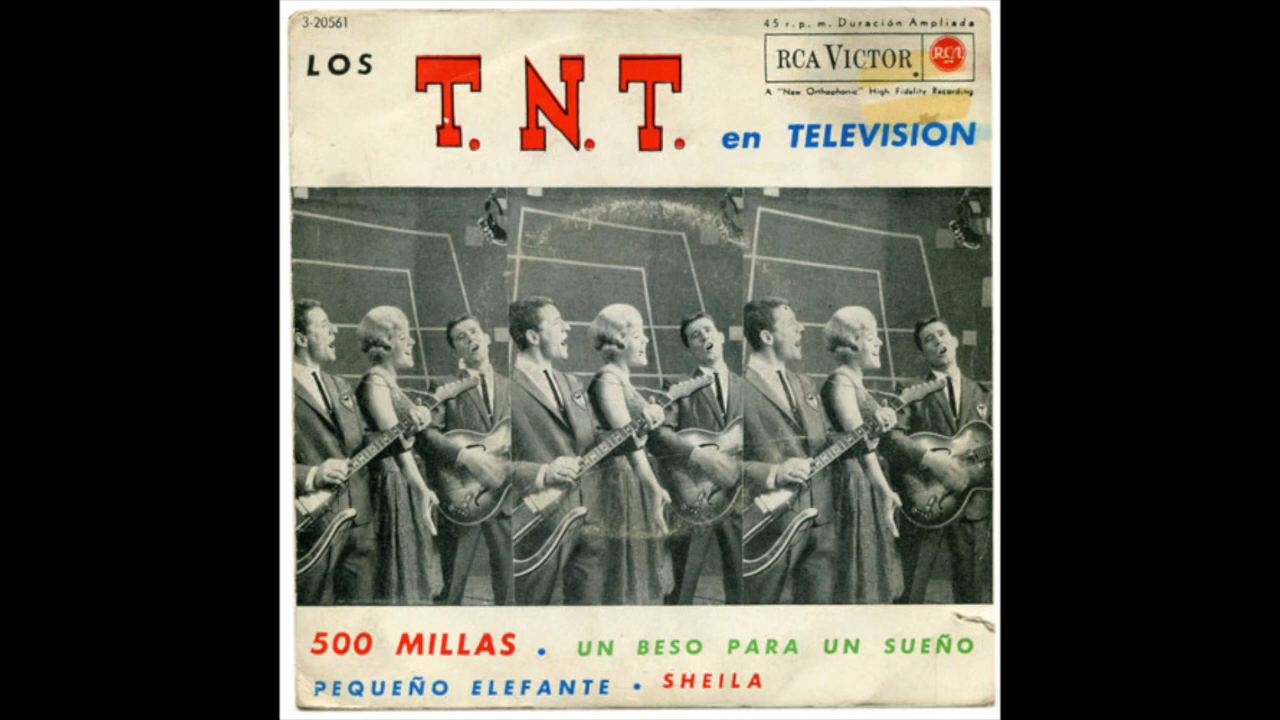 3-20561
45 r.p.m. Duración Ampliada
LOS T.N.T.
RCA VICTOR RCA
A "New Orthophonic" High Fidelity Recording
en TELEVISION
500 MILLAS . UN BESO PARA UN SUEÑO
PEQUEÑO ELEFANTE . SHEILA